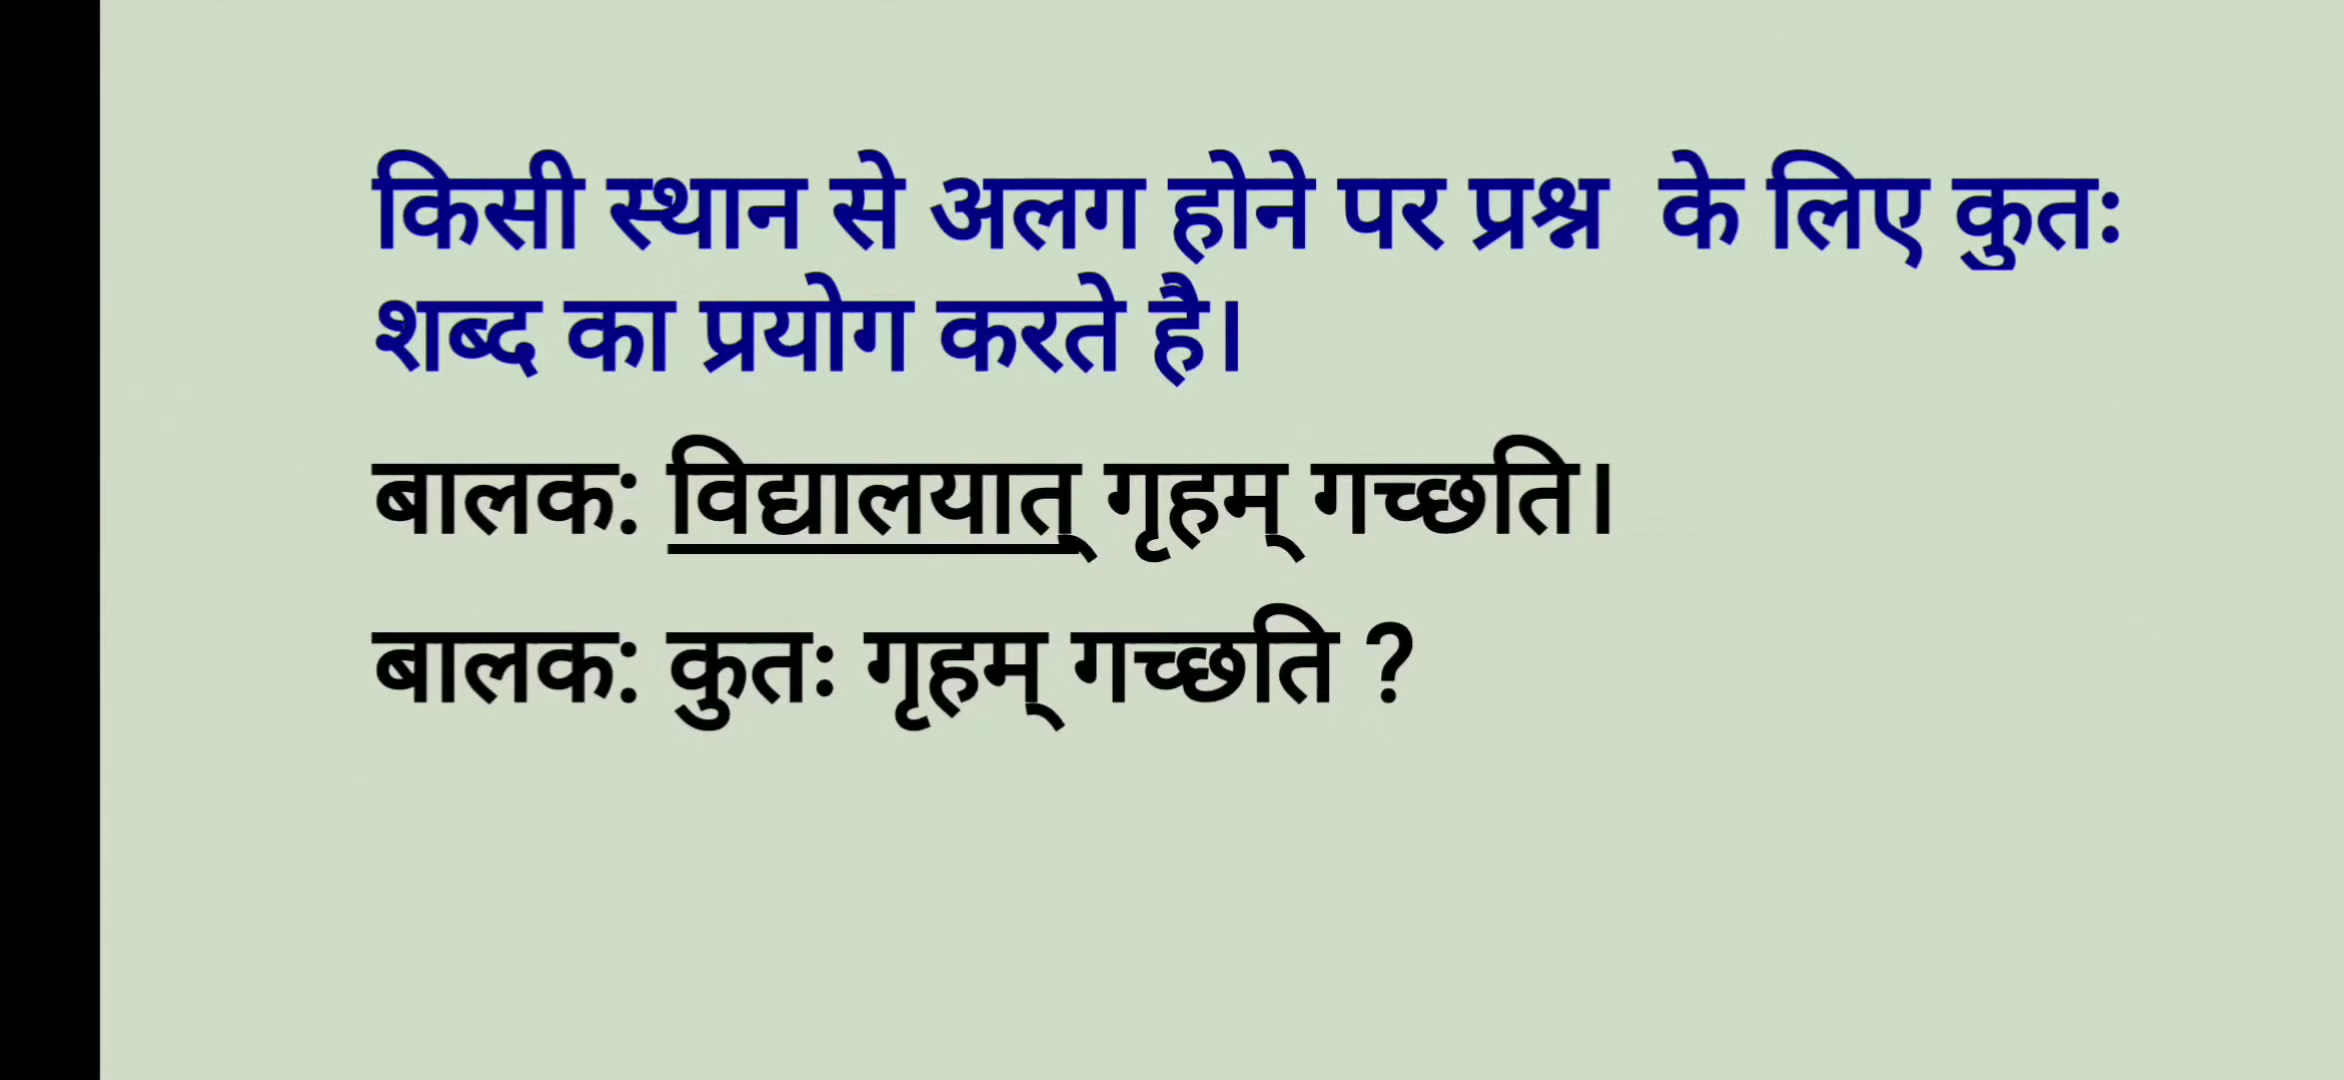 किसी स्थान से अलग होने पर प्रश्न के लिए कुतः
शब्द का प्रयोग करते है।
बालक: विद्यालयात् गृहम् गच्छति।
बालक: कुतः गृहम् गच्छति ?